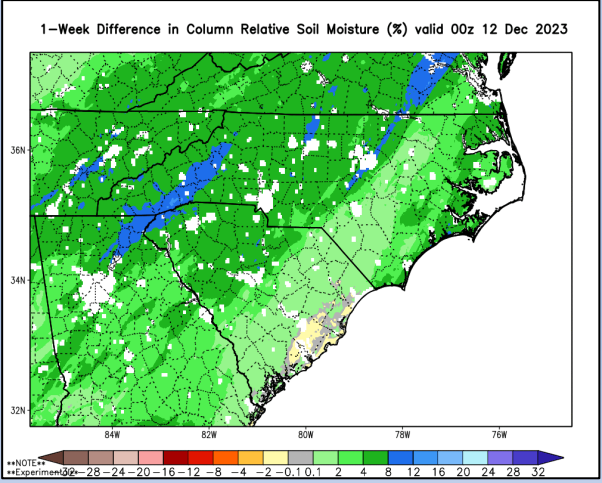 1-Week Difference in Column Relative Soil Moisture (%) valid 00z 12 Dec 2023
36N
34N
32N
84W 82W 80W 78W 76W
**NOTE**
**Experimental** -32 -28 -24 -20 -16 -12 -8 -4 -2 -0.1 0.1 2 4 8 12 16 20 24 28 32